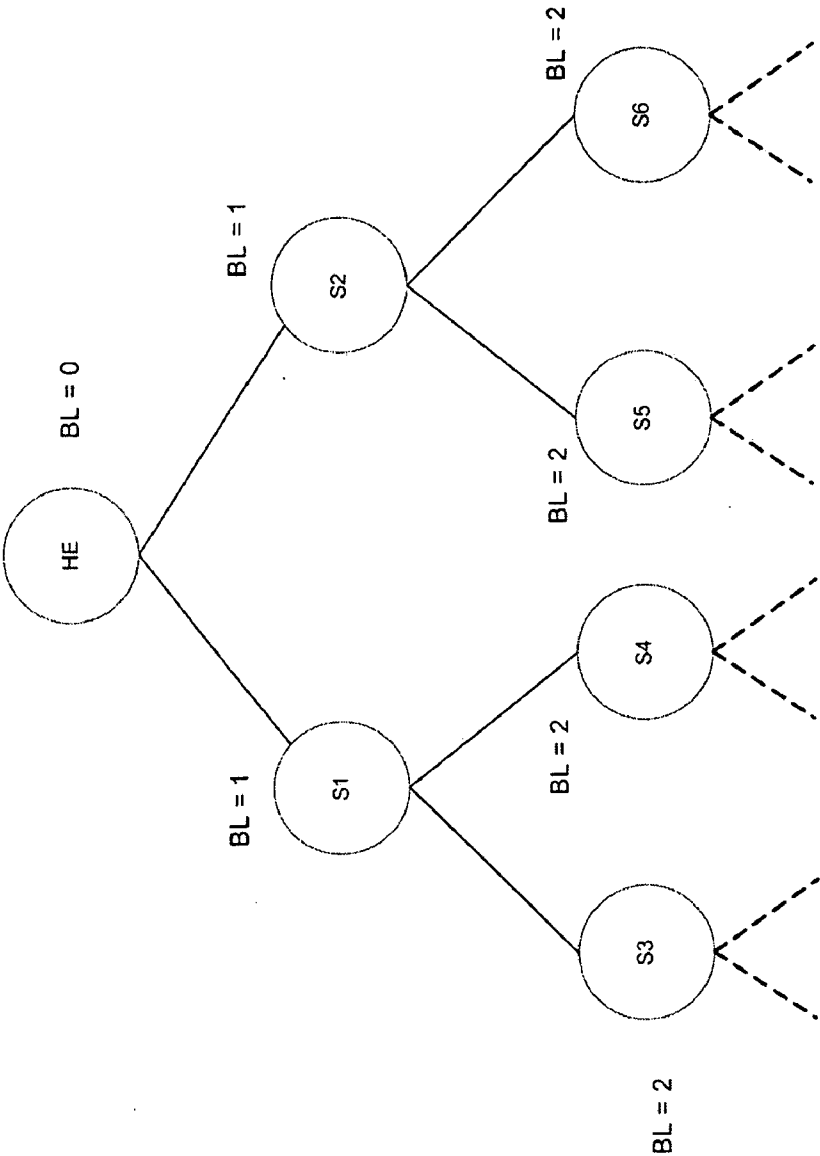 HE
BL = 0
BL = 1
S1
BL = 1
S2
BL = 2
S3
BL = 2
S4
BL = 2
S5
BL = 2
S6